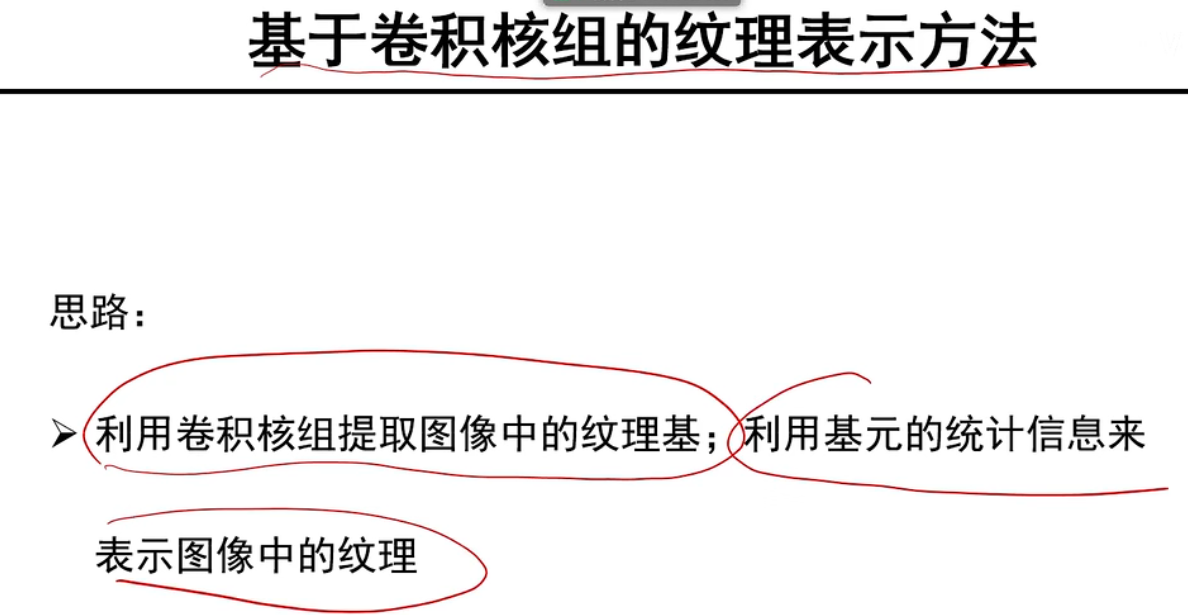 基于卷积核组的纹理表示方法
思路：
➢ 利用卷积核组提取图像中的纹理基；利用基元的统计信息来
表示图像中的纹理